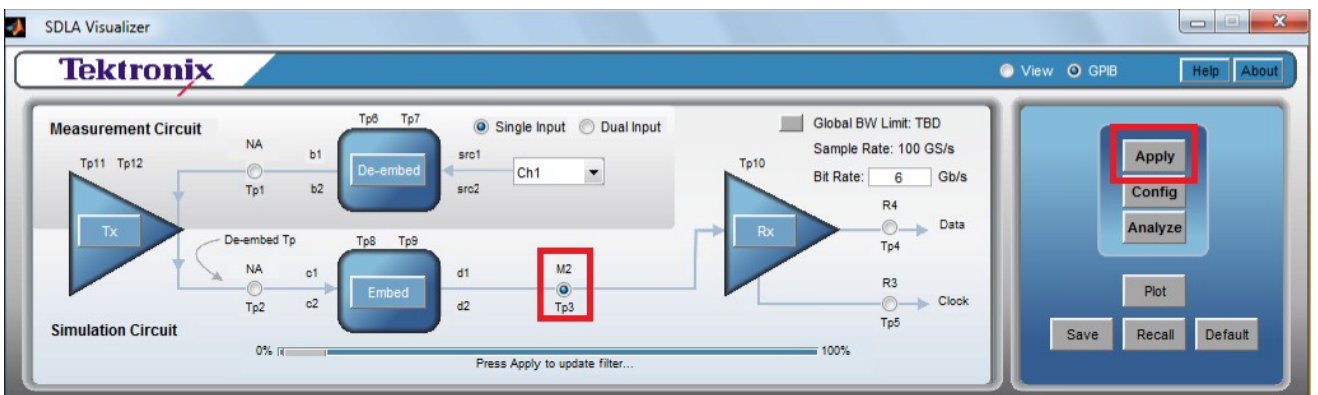 SDLA Visualizer
Tektronix
View GPIB Help About
Measurement Circuit
Tp6 Tp7
Single Input Dual Input
Global BW Limit: TBD
Sample Rate: 100 GS/s
Bit Rate: 6 Gb/s
Tp11 Tp12
NA
Tp1
b1
b2
De-embed
src1
src2
Ch1
Tp10
R4
Data
Tp4
Tx
Rx
De-embed Tp
Tp8 Tp9
NA
Tp2
c1
c2
Embed
d1
d2
M2
Tp3
R3
Clock
Tp5
Simulation Circuit
0% 100%
Press Apply to update filter...
Apply
Config
Analyze
Plot
Save Recall Default